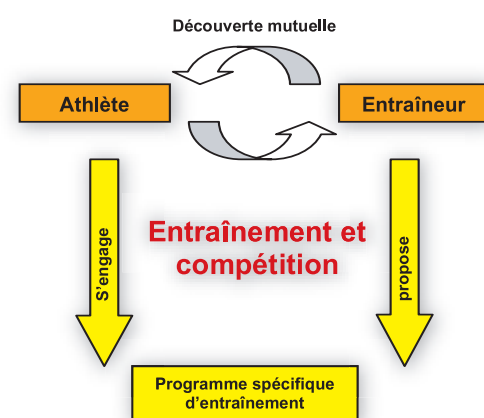 Découverte mutuelle
Athlète
Entraîneur
S'engage
Entraînement et
compétition
propose
Programme spécifique
d'entraînement